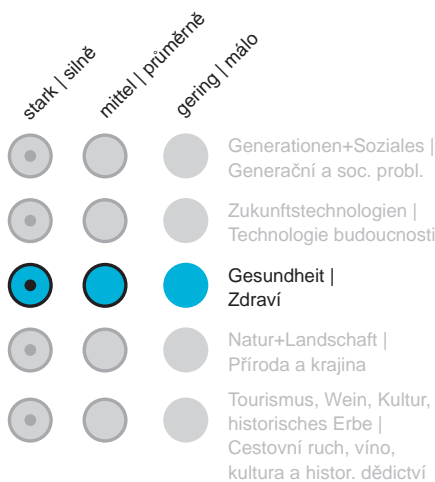 stark | silně
mittel | průměrně
gering | málo
Generationen+Soziales |
Generační a soc. probl.
Zukunftstechnologien |
Technologie budoucnosti
Gesundheit |
Zdraví
Natur+Landschaft |
Příroda a krajina
Tourismus, Wein, Kultur,
historisches Erbe |
Cestovní ruch, víno,
kultura a histor. dědictví